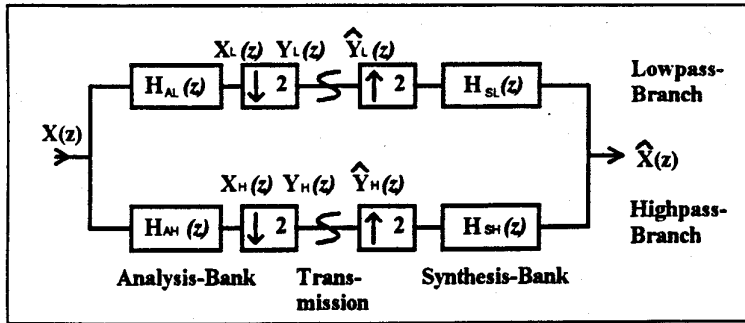 X_L(z) Y_L(z) Ŷ_L(z)
H_AL(z) ↓ 2 ↑ 2 H_SL(z)
Lowpass-
Branch
X(z)
X̂(z)
X_H(z) Y_H(z) Ŷ_H(z)
H_AH(z) ↓ 2 ↑ 2 H_SH(z)
Highpass-
Branch
Analysis-Bank Trans-
mission
Synthesis-Bank